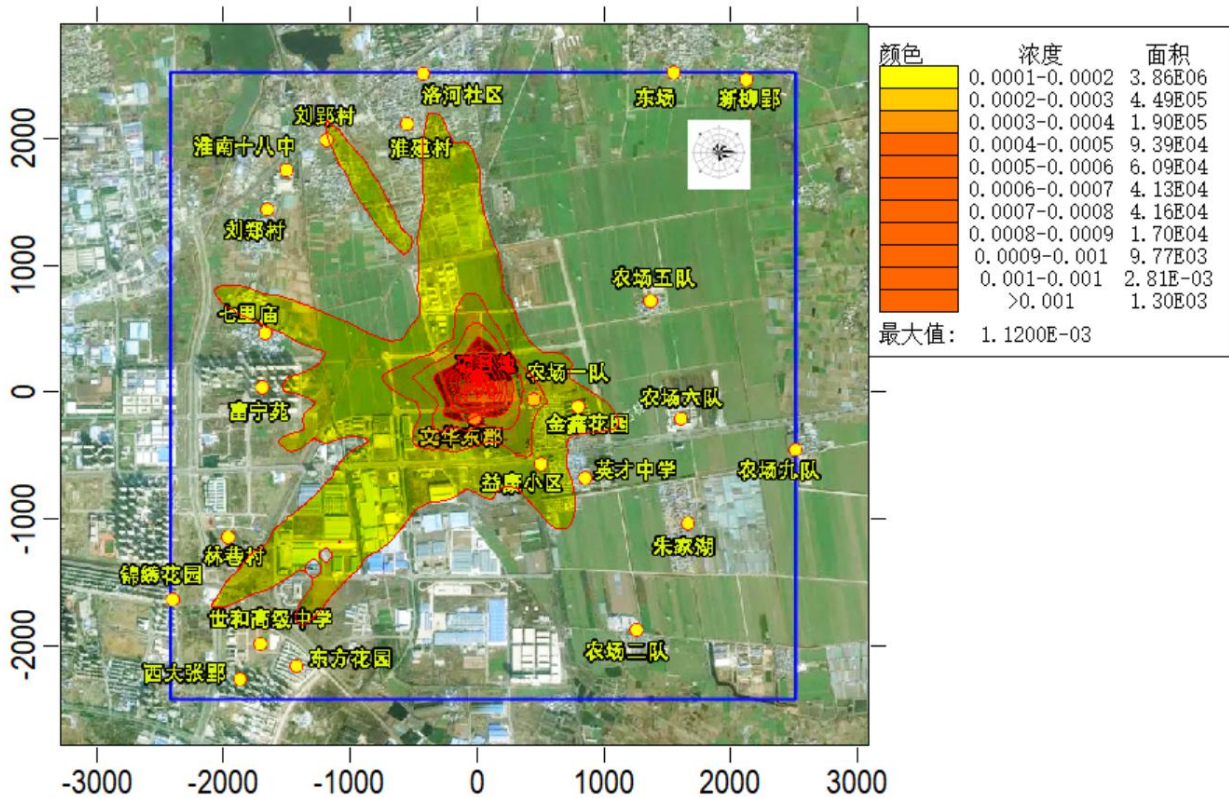 颜色 浓度 面积
0.0001-0.0002 3.86E06
0.0002-0.0003 4.49E05
0.0003-0.0004 1.90E05
0.0004-0.0005 9.39E04
0.0005-0.0006 6.09E04
0.0006-0.0007 4.13E04
0.0007-0.0008 4.16E04
0.0008-0.0009 1.70E04
0.0009-0.001 9.77E03
0.001-0.001 2.81E-03
>0.001 1.30E03
最大值: 1.1200E-03
洛河社区
东场
新柳郢
刘郢村
淮南十八中
淮建村
刘郑村
农场五队
七里庙
农场一队
富宁苑
金鑫花园
农场六队
文华东郡
益康小区
英才中学
农场九队
林巷村
朱家湖
锦绣花园
世和高级中学
农场二队
东方花园
西大张郢
2000
1000
0
-1000
-2000
-3000 -2000 -1000 0 1000 2000 3000